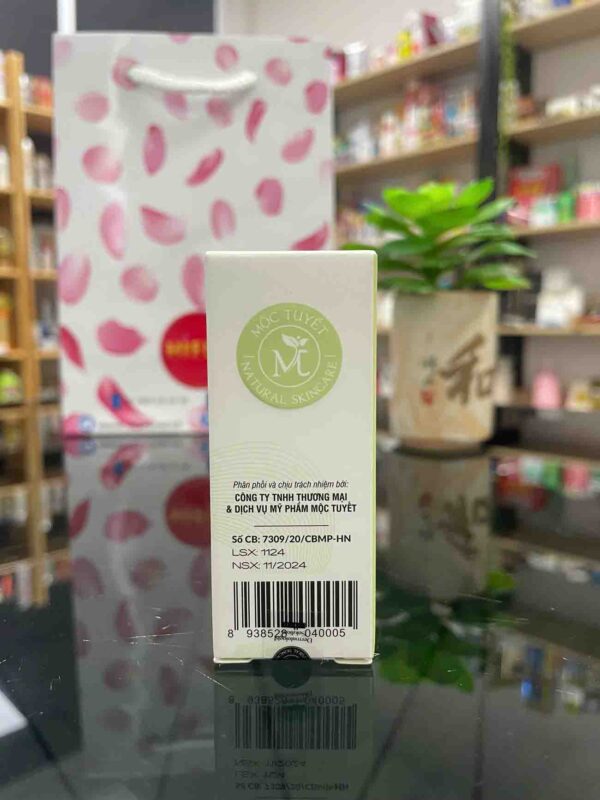 MỘC TUYẾT
M
| NATURAL SKINCARE |
Phân phối và chịu trách nhiệm bởi:
CÔNG TY TNHH THƯƠNG MẠI
& DỊCH VỤ MỸ PHẨM MỘC TUYẾT
Số CB: 7309/20/CBMP-HN
LSX: 1124
NSX: 11/2024
8 938528 040005
和